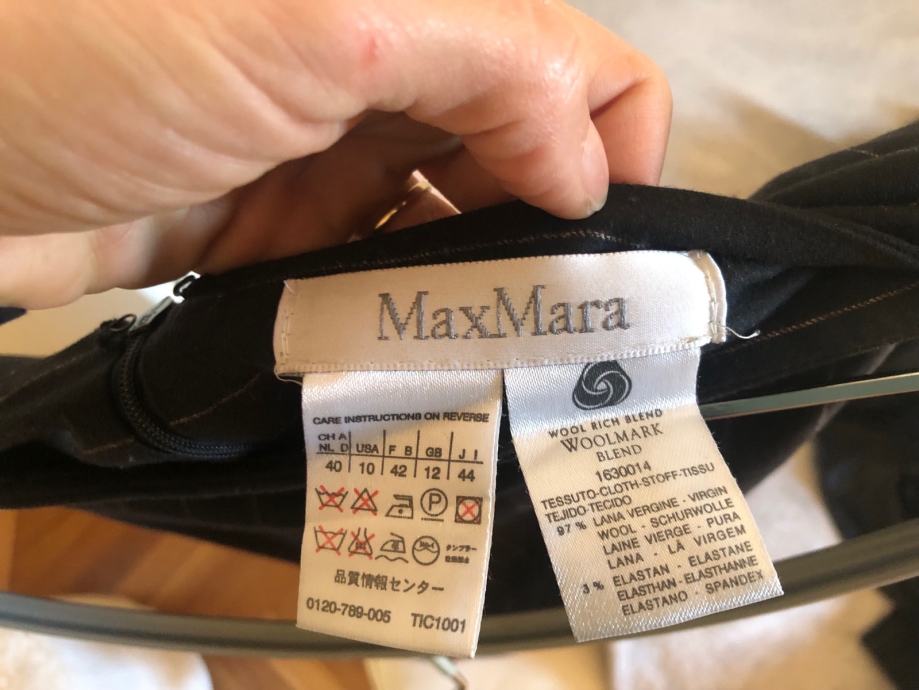 MaxMara
CARE INSTRUCTIONS ON REVERSE
CH A
NL D USA F B GB J I
40 10 42 12 44
P
品質情報センター
0120-789-005 TIC1001
WOOL RICH BLEND
WOOLMARK
BLEND
1630014
TESSUTO-CLOTH-STOFF-TISSU
TEJIDO-TECIDO
97 % LANA VERGINE - VIRGIN
WOOL - SCHURWOLLE
LAINE VIERGE - PURA
LANA - LÃ VIRGEM
3 % ELASTAN - ELASTANE
ELASTHAN - ELASTHANNE
ELASTANO - SPANDEX